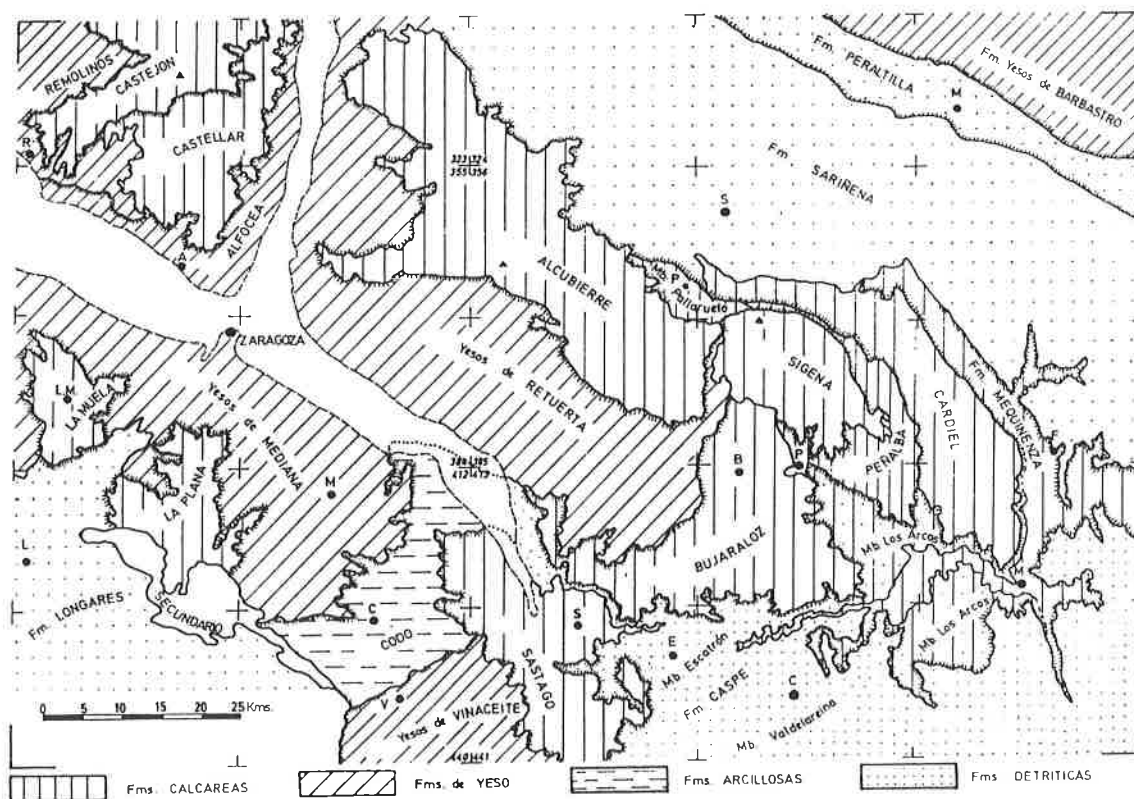 REMOLINOS
CASTEJON
CASTELLAR
R
ALFOCEA
A
ZARAGOZA
LM
LA MUELA
Yesos de MEDIANA
LA PLANA
M
L
Fm. LONGARES
SECUNDARIO
C
CODO
V
Yesos de VINACEITE
ALCUBIERRE
Yesos de RETUERTA
Mb Pallaruelo
P
SIGENA
PERALBA
CARDIEL
Fm. MEQUINENZA
B
P
BUJARALOZ
Mb Los Arcos
M
Mb Los Arcos
S
SASTAGO
E
Mb Escatrón
Fm CASPE
C
Mb. Valdelareina
Fm. SARIÑENA
S
PERALTILLA
M
Fm. Yesos de BARBASTRO
0 5 10 15 20 25 Kms.
Fms. CALCAREAS
Fms. de YESO
Fms. ARCILLOSAS
Fms DETRITICAS